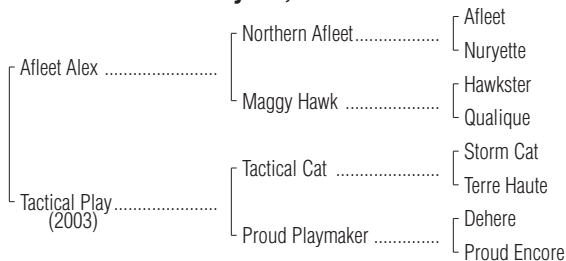 Afleet
Northern Afleet..................
Nuryette
Afleet Alex ........................
Hawkster
Maggy Hawk ....................
Qualique
Storm Cat
Tactical Cat ......................
Terre Haute
Tactical Play......................
(2003)
Dehere
Proud Playmaker ..............
Proud Encore